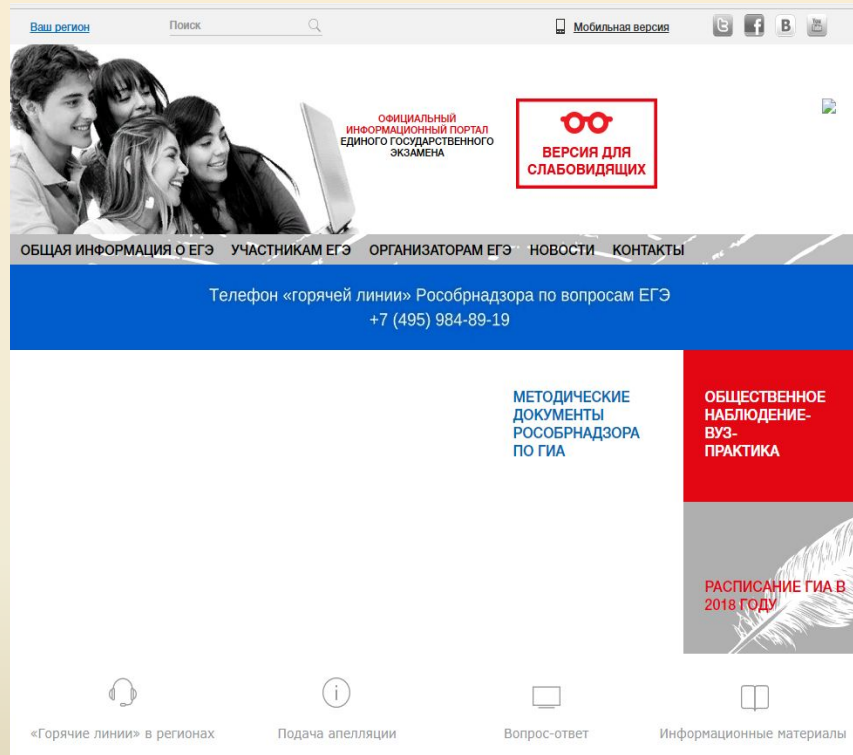 Ваш регион
Поиск
Мобильная версия
B
You
ОФИЦИАЛЬНЫЙ
ИНФОРМАЦИОННЫЙ ПОРТАЛ
ЕДИНОГО ГОСУДАРСТВЕННОГО
ЭКЗАМЕНА
ВЕРСИЯ ДЛЯ
СЛАБОВИДЯЩИХ
ОБЩАЯ ИНФОРМАЦИЯ О ЕГЭ УЧАСТНИКАМ ЕГЭ ОРГАНИЗАТОРАМ ЕГЭ НОВОСТИ КОНТАКТЫ
Телефон «горячей линии» Рособрнадзора по вопросам ЕГЭ
+7 (495) 984-89-19
МЕТОДИЧЕСКИЕ
ДОКУМЕНТЫ
РОСОБРНАДЗОРА
ПО ГИА
ОБЩЕСТВЕННОЕ
НАБЛЮДЕНИЕ-
ВУЗ-
ПРАКТИКА
РАСПИСАНИЕ ГИА В
2018 ГОДУ
«Горячие линии» в регионах
Подача апелляции
Вопрос-ответ
Информационные материалы